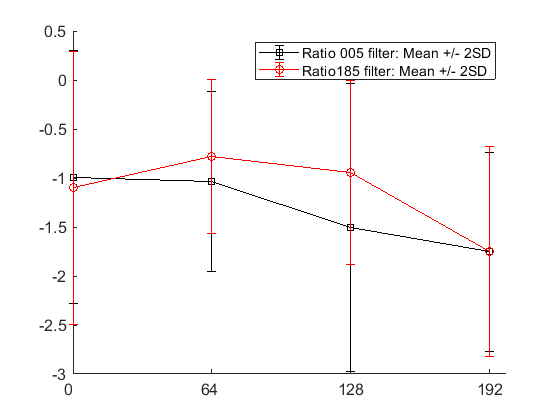 0.5
Ratio 005 filter: Mean +/- 2SD
Ratio185 filter: Mean +/- 2SD
0
-0.5
-1
-1.5
-2
-2.5
-3
0 64 128 192